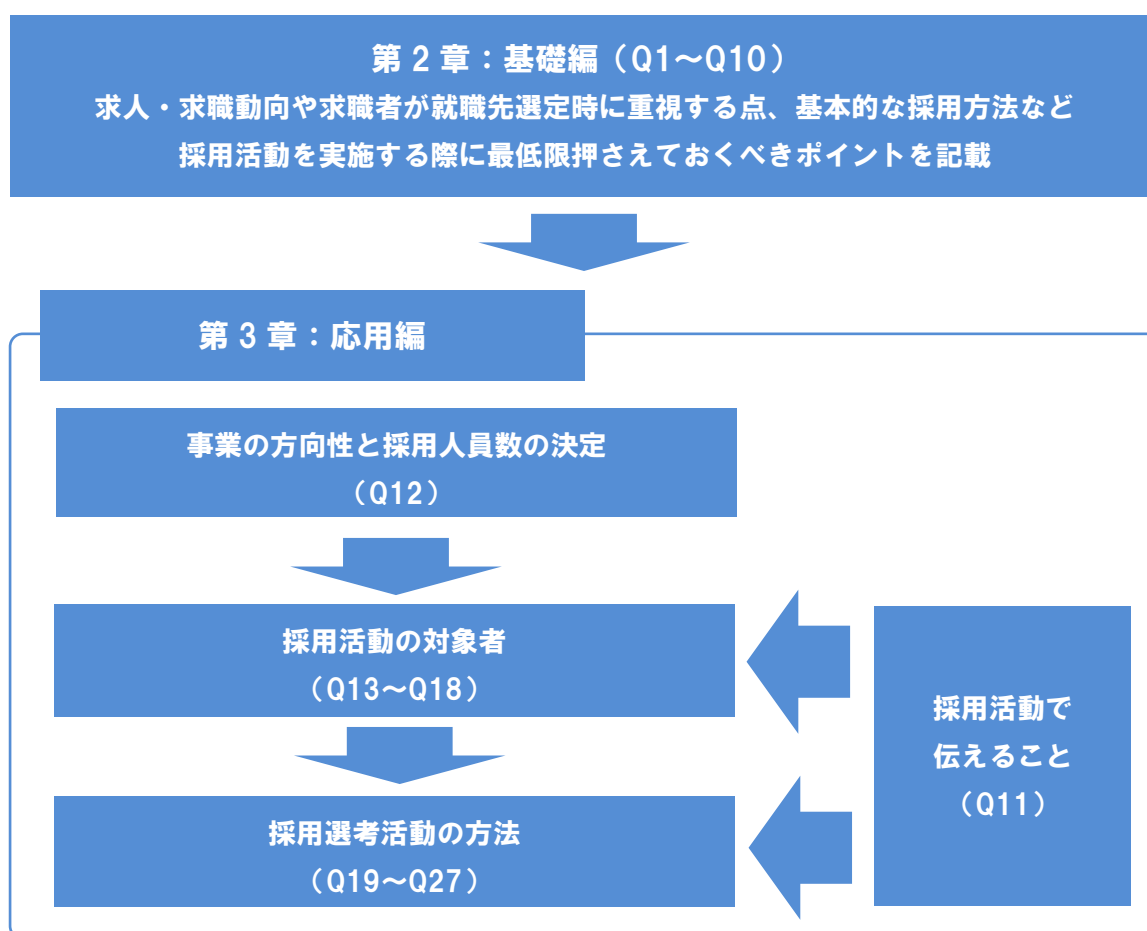 第2章：基礎編（Q1～Q10）
求人・求職動向や求職者が就職先選定時に重視する点、基本的な採用方法など
採用活動を実施する際に最低限押さえておくべきポイントを記載
第3章：応用編
事業の方向性と採用人員数の決定
（Q12）
採用活動の対象者
（Q13～Q18）
採用選考活動の方法
（Q19～Q27）
採用活動で
伝えること
（Q11）